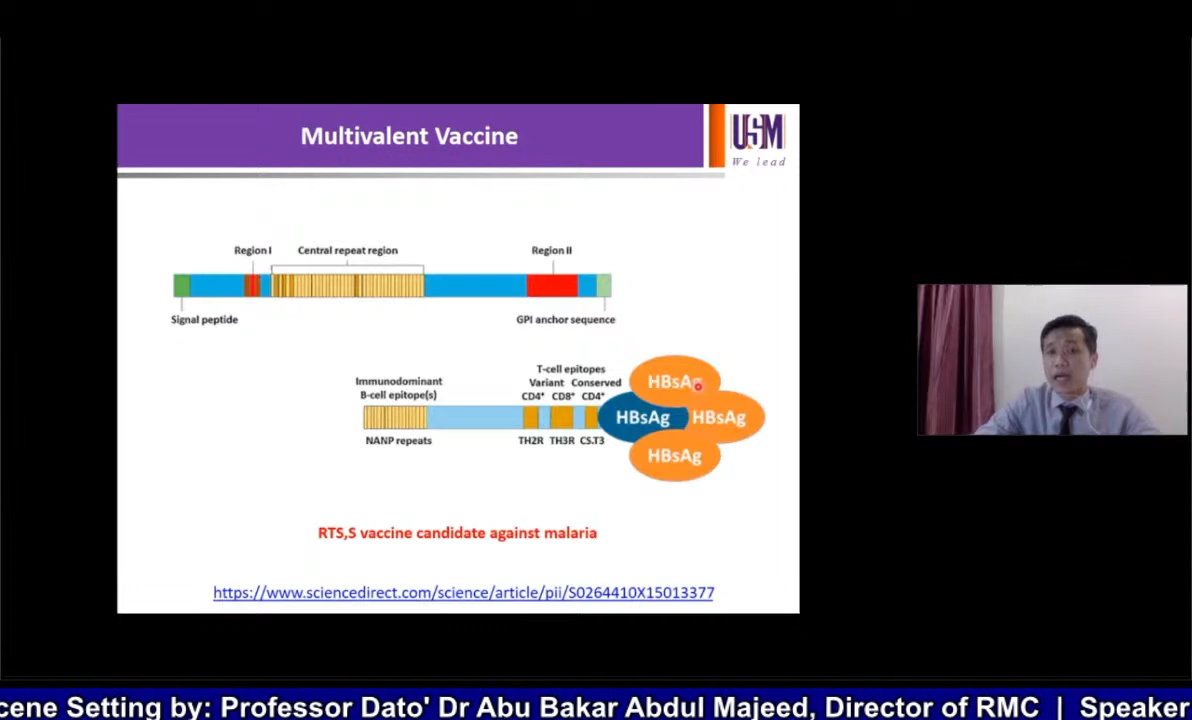 Multivalent Vaccine
USM
We lead
Region I
Central repeat region
Region II
Signal peptide
GPI anchor sequence
Immunodominant
B-cell epitope(s)
T-cell epitopes
Variant Conserved
CD4⁺ CD8⁺ CD4⁺
NANP repeats
TH2R TH3R CS.T3
HBsAg
HBsAg
HBsAg
HBsAg
RTS,S vaccine candidate against malaria
https://www.sciencedirect.com/science/article/pii/S0264410X15013377
cene Setting by: Professor Dato' Dr Abu Bakar Abdul Majeed, Director of RMC | Speaker